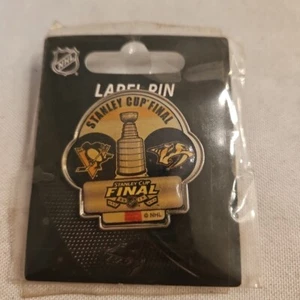 NHL
LAPEL PIN
STANLEY CUP FINAL
STANLEY CUP
FINAL
© NHL